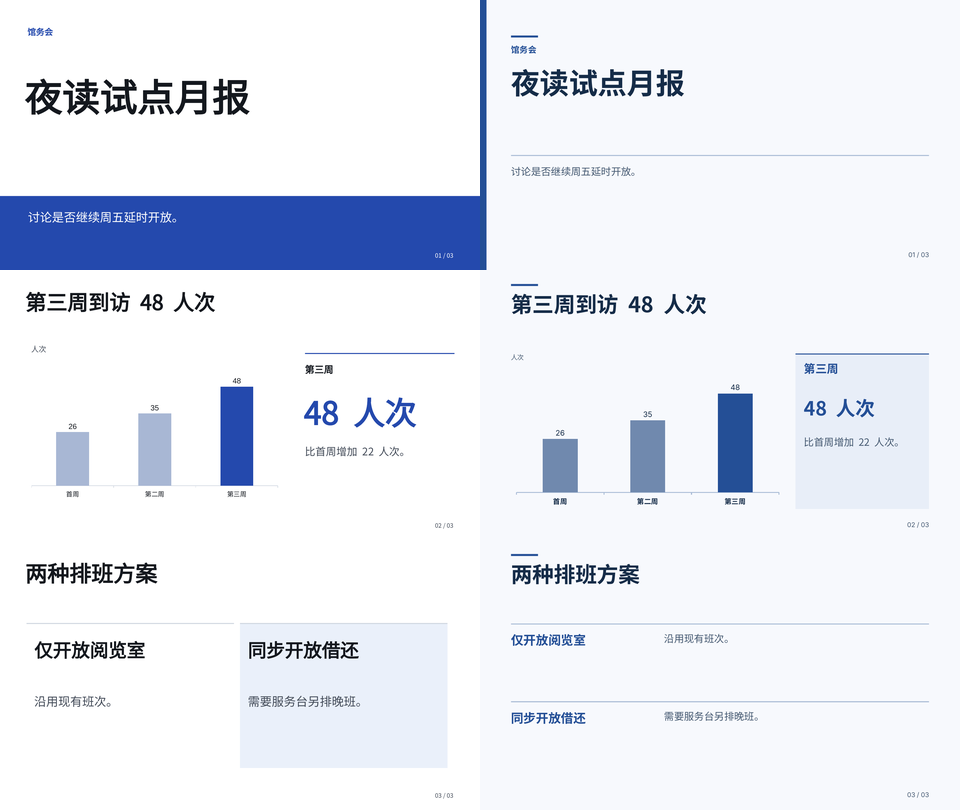 馆务会
夜读试点月报
讨论是否继续周五延时开放。
01 / 03
馆务会
夜读试点月报
讨论是否继续周五延时开放。
01 / 03
第三周到访 48 人次
人次
26
35
48
首周
第二周
第三周
第三周
48 人次
比首周增加 22 人次。
02 / 03
第三周到访 48 人次
人次
26
35
48
首周
第二周
第三周
第三周
48 人次
比首周增加 22 人次。
02 / 03
两种排班方案
仅开放阅览室
沿用现有班次。
同步开放借还
需要服务台另排晚班。
03 / 03
两种排班方案
仅开放阅览室
沿用现有班次。
同步开放借还
需要服务台另排晚班。
03 / 03